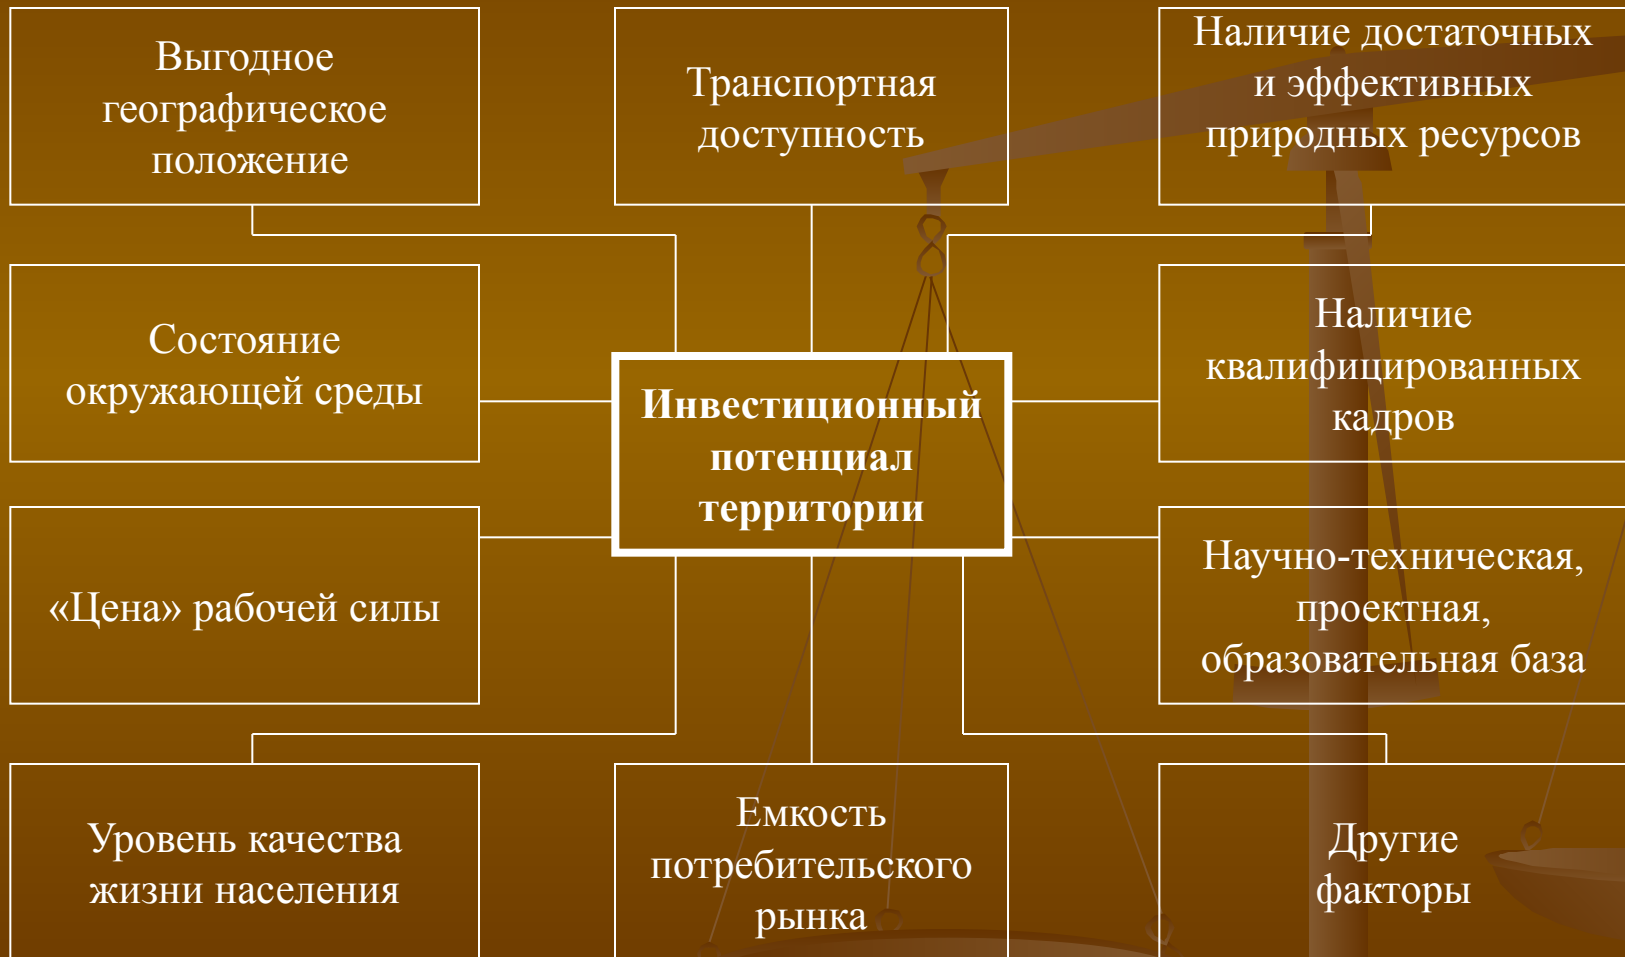 Выгодное
географическое
положение
Транспортная
доступность
Наличие достаточных
и эффективных
природных ресурсов
Состояние
окружающей среды
Инвестиционный
потенциал
территории
Наличие
квалифицированных
кадров
«Цена» рабочей силы
Научно-техническая,
проектная,
образовательная база
Уровень качества
жизни населения
Емкость
потребительского
рынка
Другие
факторы